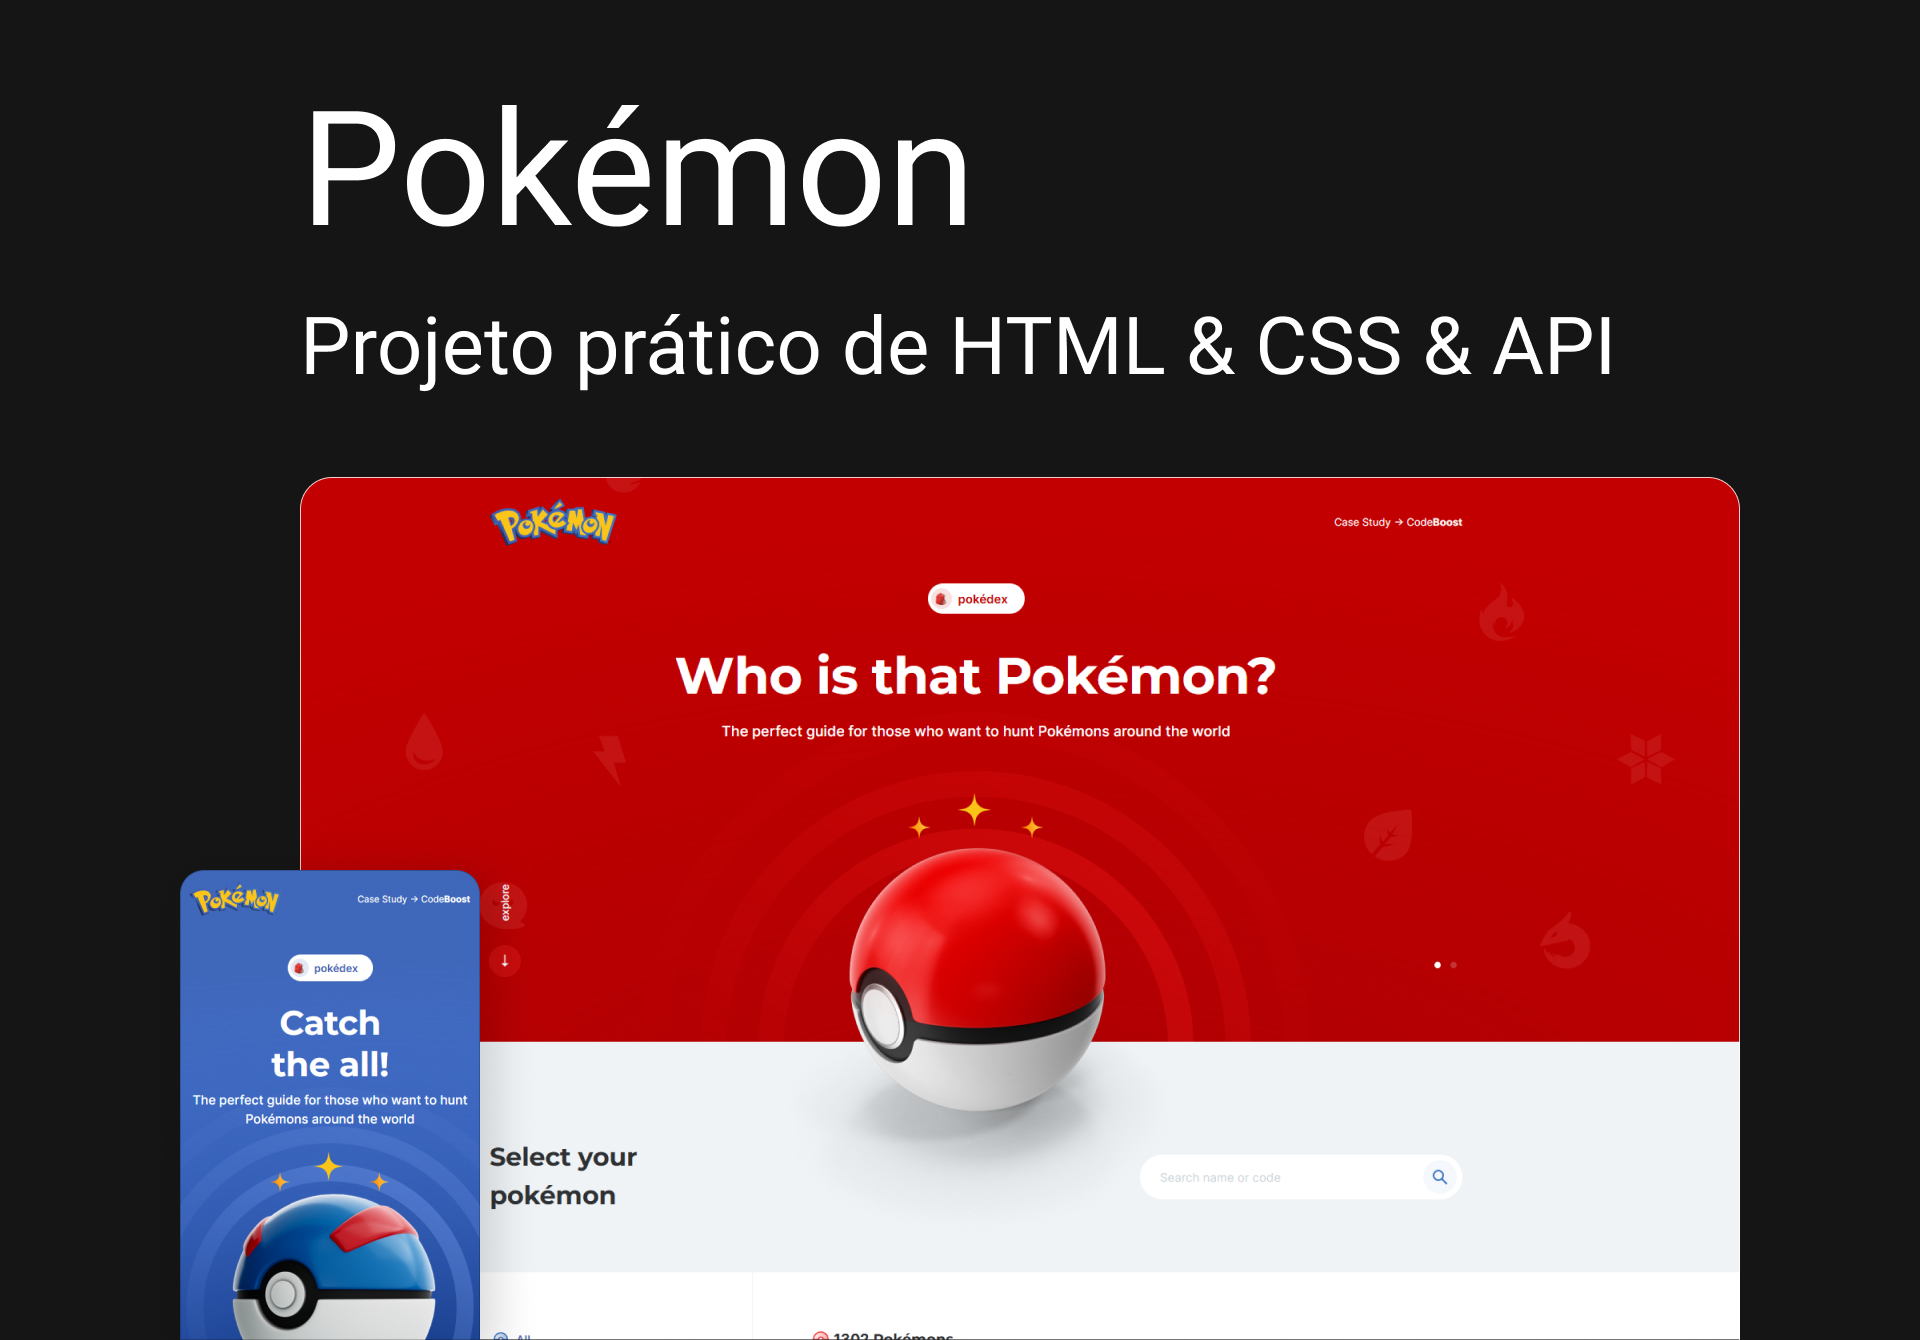 Pokémon
Projeto prático de HTML & CSS & API
POKéMON
Case Study → CodeBoost
pokédex
Who is that Pokémon?
The perfect guide for those who want to hunt Pokémons around the world
explore
Select your
pokémon
Search name or code
All
1302 Pokémons
POKéMON
Case Study → CodeBoost
pokédex
Catch
the all!
The perfect guide for those who want to hunt
Pokémons around the world